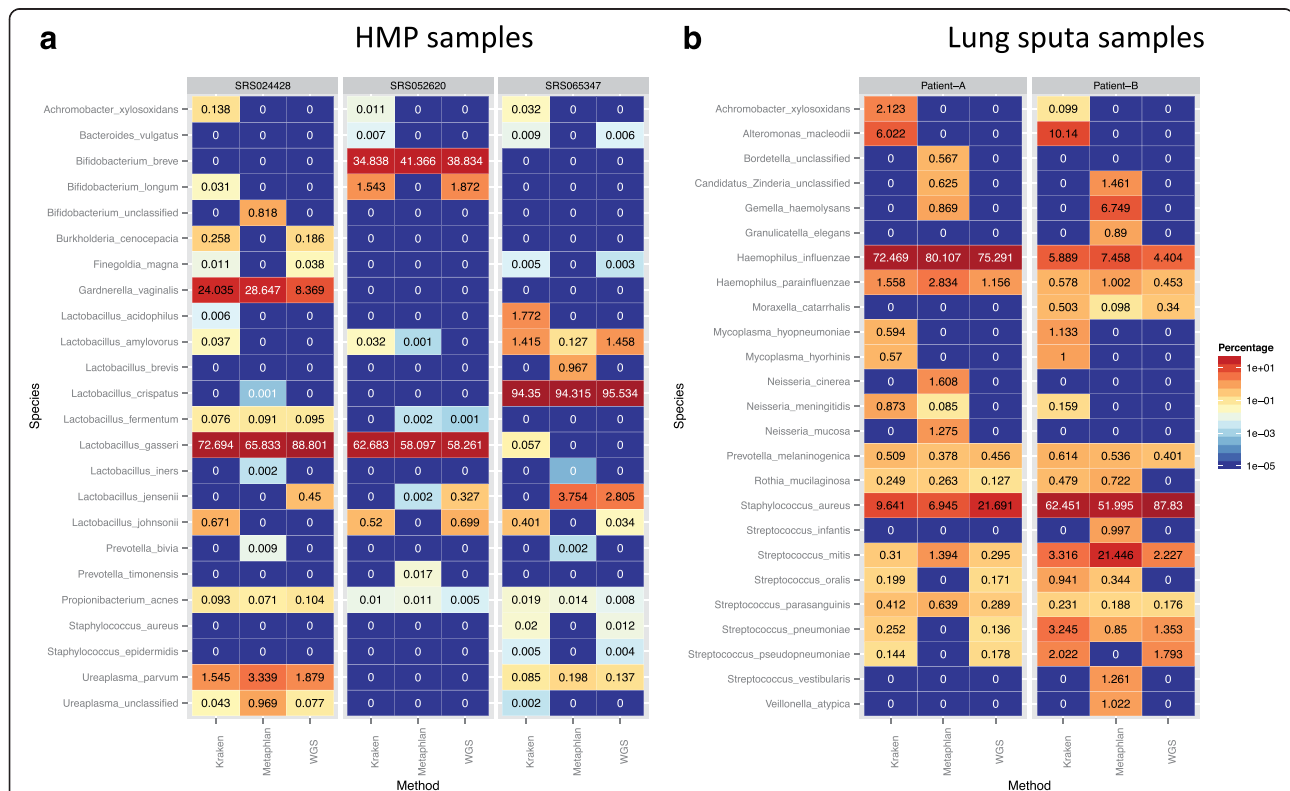 a HMP samples
SRS024428 SRS052620 SRS065347
Achromobacter_xylosoxidans 0.138 0 0 0.011 0 0 0.032 0 0
Bacteroides_vulgatus 0 0 0 0.007 0 0 0.009 0 0.006
Bifidobacterium_breve 0 0 0 34.838 41.366 38.834 0 0 0
Bifidobacterium_longum 0.031 0 0 1.543 0 1.872 0 0 0
Bifidobacterium_unclassified 0 0.818 0 0 0 0 0 0 0
Burkholderia_cenocepacia 0.258 0 0.186 0 0 0 0 0 0
Finegoldia_magna 0.011 0 0.038 0 0 0 0.005 0 0.003
Gardnerella_vaginalis 24.035 28.647 8.369 0 0 0 0 0 0
Lactobacillus_acidophilus 0.006 0 0 0 0 0 1.772 0 0
Lactobacillus_amylovorus 0.037 0 0 0.032 0.001 0 1.415 0.127 1.458
Lactobacillus_brevis 0 0 0 0 0 0 0 0.967 0
Lactobacillus_crispatus 0 0.001 0 0 0 0 94.35 94.315 95.534
Lactobacillus_fermentum 0.076 0.091 0.095 0 0.002 0.001 0 0 0
Lactobacillus_gasseri 72.694 65.833 88.801 62.683 58.097 58.261 0.057 0 0
Lactobacillus_iners 0 0.002 0 0 0 0 0 0 0
Lactobacillus_jensenii 0 0 0.45 0 0.002 0.327 0 3.754 2.805
Lactobacillus_johnsonii 0.671 0 0 0.52 0 0.699 0.401 0 0.034
Prevotella_bivia 0 0.009 0 0 0 0 0 0.002 0
Prevotella_timonensis 0 0 0 0 0.017 0 0 0 0
Propionibacterium_acnes 0.093 0.071 0.104 0.01 0.011 0.005 0.019 0.014 0.008
Staphylococcus_aureus 0 0 0 0 0 0 0.02 0 0.012
Staphylococcus_epidermidis 0 0 0 0 0 0 0.005 0 0.004
Ureaplasma_parvum 1.545 3.339 1.879 0 0 0 0.085 0.198 0.137
Ureaplasma_unclassified 0.043 0.969 0.077 0 0 0 0.002 0 0
Species
Kraken Metaphlan WGS Kraken Metaphlan WGS Kraken Metaphlan WGS
Method
b Lung sputa samples
Patient–A Patient–B
Achromobacter_xylosoxidans 2.123 0 0 0.099 0 0
Alteromonas_macleodii 6.022 0 0 10.14 0 0
Bordetella_unclassified 0 0.567 0 0 0 0
Candidatus_Zinderia_unclassified 0 0.625 0 0 1.461 0
Gemella_haemolysans 0 0.869 0 0 6.749 0
Granulicatella_elegans 0 0 0 0 0.89 0
Haemophilus_influenzae 72.469 80.107 75.291 5.889 7.458 4.404
Haemophilus_parainfluenzae 1.558 2.834 1.156 0.578 1.002 0.453
Moraxella_catarrhalis 0 0 0 0.503 0.098 0.34
Mycoplasma_hyopneumoniae 0.594 0 0 1.133 0 0
Mycoplasma_hyorhinis 0.57 0 0 1 0 0
Neisseria_cinerea 0 1.608 0 0 0 0
Neisseria_meningitidis 0.873 0.085 0 0.159 0 0
Neisseria_mucosa 0 1.275 0 0 0 0
Prevotella_melaninogenica 0.509 0.378 0.456 0.614 0.536 0.401
Rothia_mucilaginosa 0.249 0.263 0.127 0.479 0.722 0
Staphylococcus_aureus 9.641 6.945 21.691 62.451 51.995 87.83
Streptococcus_infantis 0 0 0 0 0.997 0
Streptococcus_mitis 0.31 1.394 0.295 3.316 21.446 2.227
Streptococcus_oralis 0.199 0 0.171 0.941 0.344 0
Streptococcus_parasanguinis 0.412 0.639 0.289 0.231 0.188 0.176
Streptococcus_pneumoniae 0.252 0 0.136 3.245 0.85 1.353
Streptococcus_pseudopneumoniae 0.144 0 0.178 2.022 0 1.793
Streptococcus_vestibularis 0 0 0 0 1.261 0
Veillonella_atypica 0 0 0 0 1.022 0
Species
Kraken Metaphlan WGS Kraken Metaphlan WGS
Method
Percentage
1e+01
1e−01
1e−03
1e−05